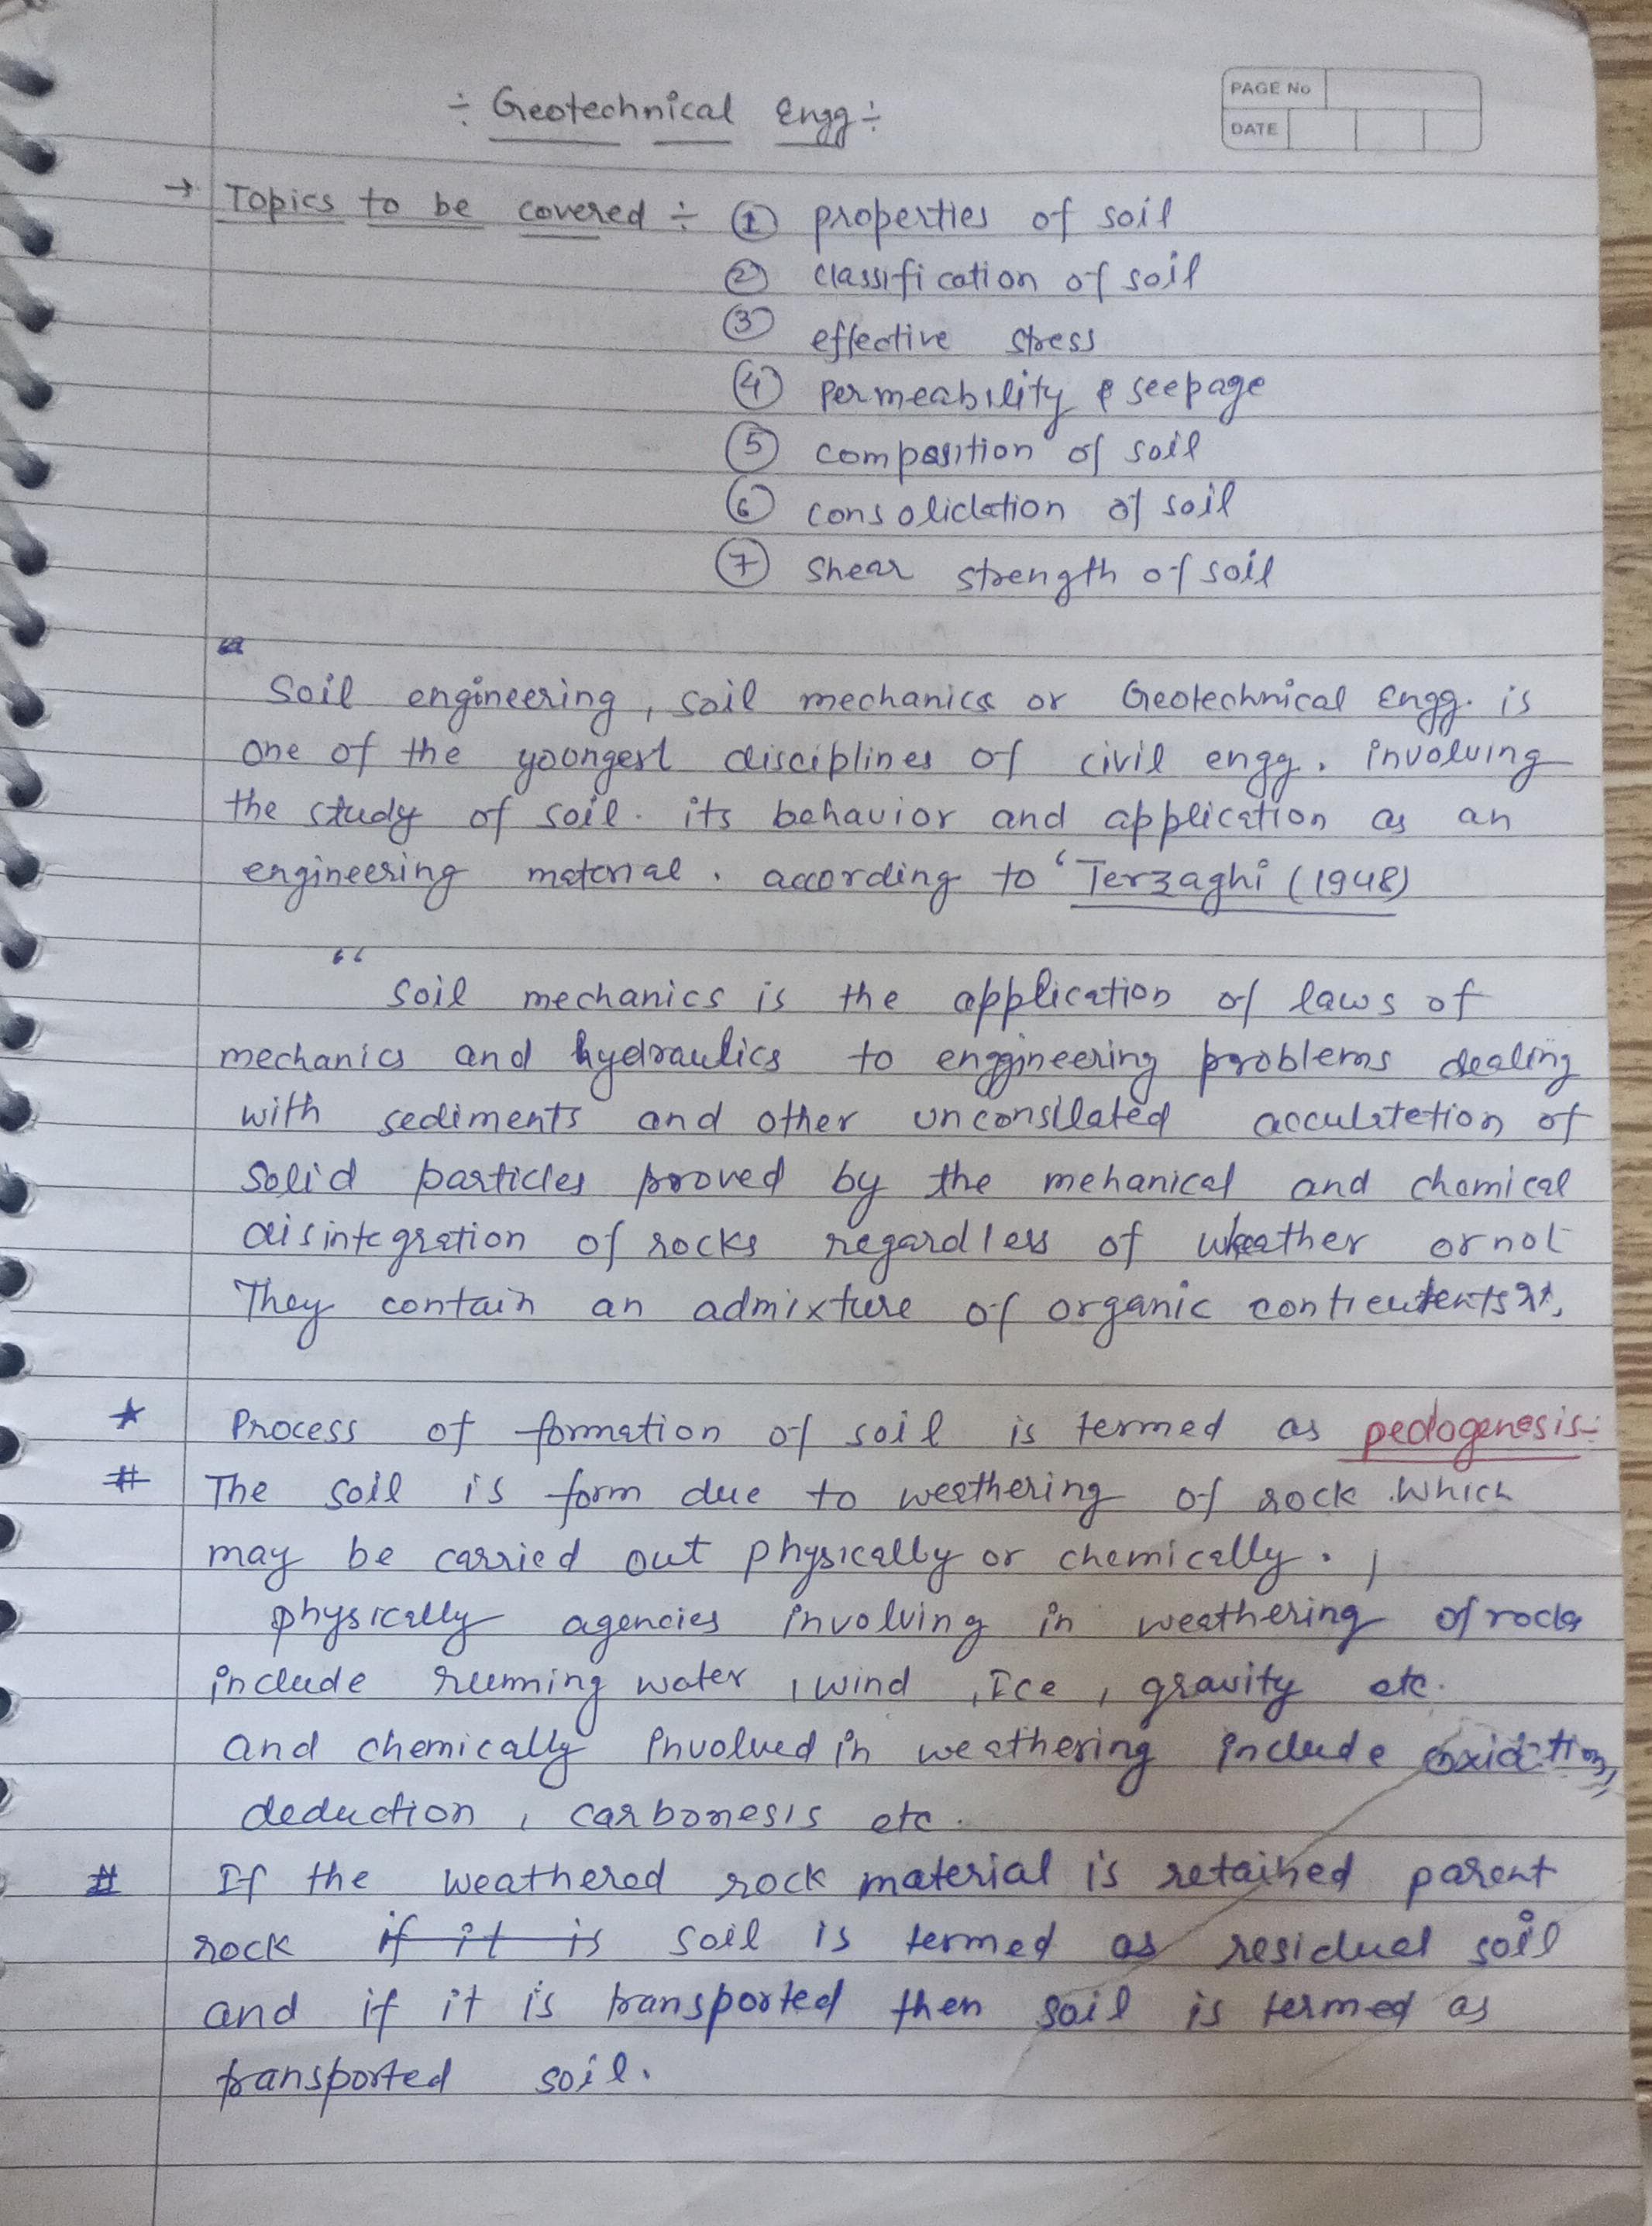 ÷ Geotechnical Engg ÷
PAGE No
DATE
→ Topics to be covered ÷ ① properties of soil
② classification of soil
③ effective stress
④ permeability & seepage
⑤ composition of soil
⑥ consolidation of soil
⑦ shear strength of soil
"
Soil engineering, soil mechanics or Geotechnical Engg. is
one of the yoongest disciplines of civil engg. involving
the study of soil. its behavior and application as an
engineering material. according to ‘Terzaghi (1948)
“
Soil mechanics is the application of laws of
mechanics and hydraulics to enggineering problems dealing
with sediments and other unconsilated acculatetion of
solid particles prooved by the mehanical and chemical
disintegration of rocks regardless of wheather or not
They contain an admixture of organic
* Process of formation of soil is termed as pedogenesis:-
# The soil is form due to weathering of rock. which
may be carried out physically or chemically.
physically agencies involving in weathering of rocks
include running water, wind, Ice, gravity etc.
and chemically involved in weathering include oxidation,
deduction, carbonesis etc.
# If the weathered rock material is retained parent
rock if it is soil is termed as residual soil
and if it is transported then soil is termed as
transported soil.